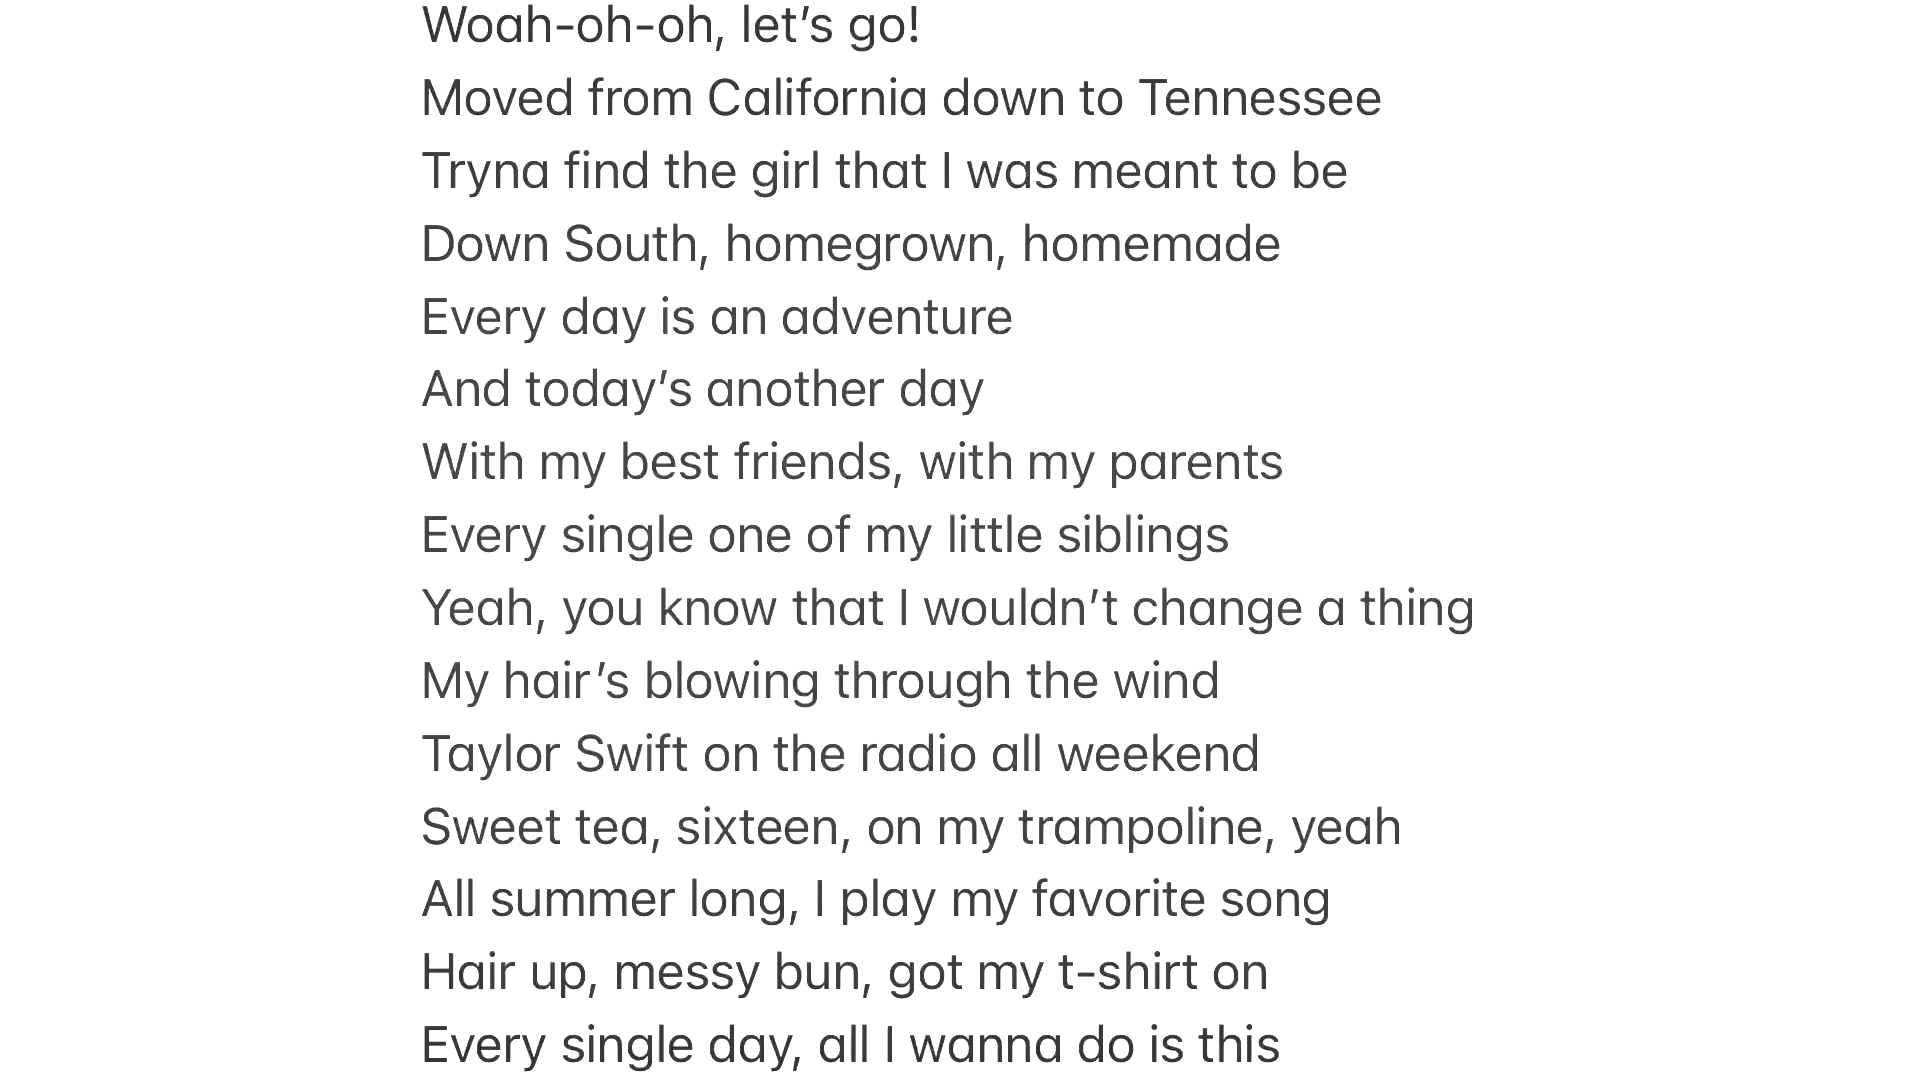 Woah-oh-oh, let’s go!
Moved from California down to Tennessee
Tryna find the girl that I was meant to be
Down South, homegrown, homemade
Every day is an adventure
And today’s another day
With my best friends, with my parents
Every single one of my little siblings
Yeah, you know that I wouldn’t change a thing
My hair’s blowing through the wind
Taylor Swift on the radio all weekend
Sweet tea, sixteen, on my trampoline, yeah
All summer long, I play my favorite song
Hair up, messy bun, got my t-shirt on
Every single day, all I wanna do is this